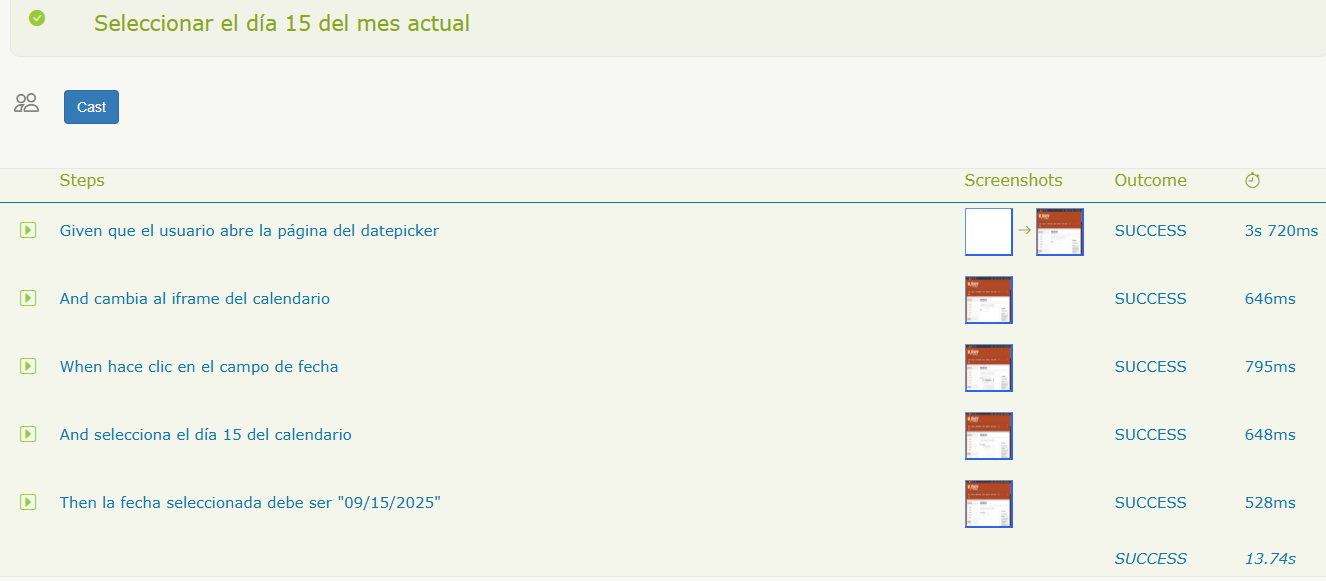 Seleccionar el día 15 del mes actual
Cast
Steps Screenshots Outcome
Given que el usuario abre la página del datepicker SUCCESS 3s 720ms
And cambia al iframe del calendario SUCCESS 646ms
When hace clic en el campo de fecha SUCCESS 795ms
And selecciona el día 15 del calendario SUCCESS 648ms
Then la fecha seleccionada debe ser "09/15/2025" SUCCESS 528ms
SUCCESS 13.74s